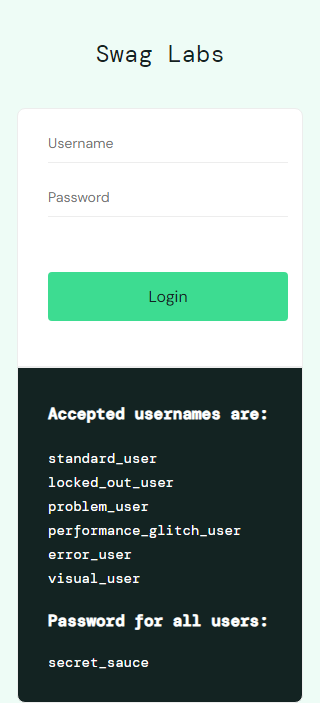 Swag Labs
Username
Password
Login
Accepted usernames are:
standard_user
locked_out_user
problem_user
performance_glitch_user
error_user
visual_user
Password for all users:
secret_sauce